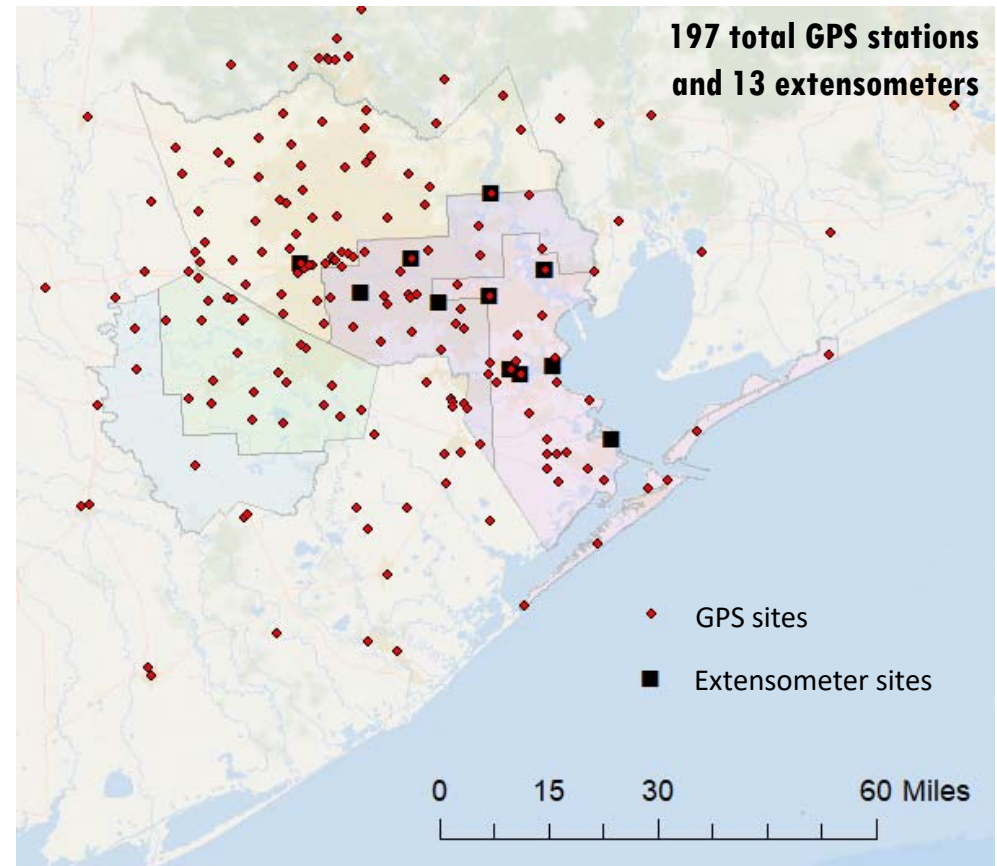 197 total GPS stations
and 13 extensometers
GPS sites
Extensometer sites
0 15 30 60 Miles